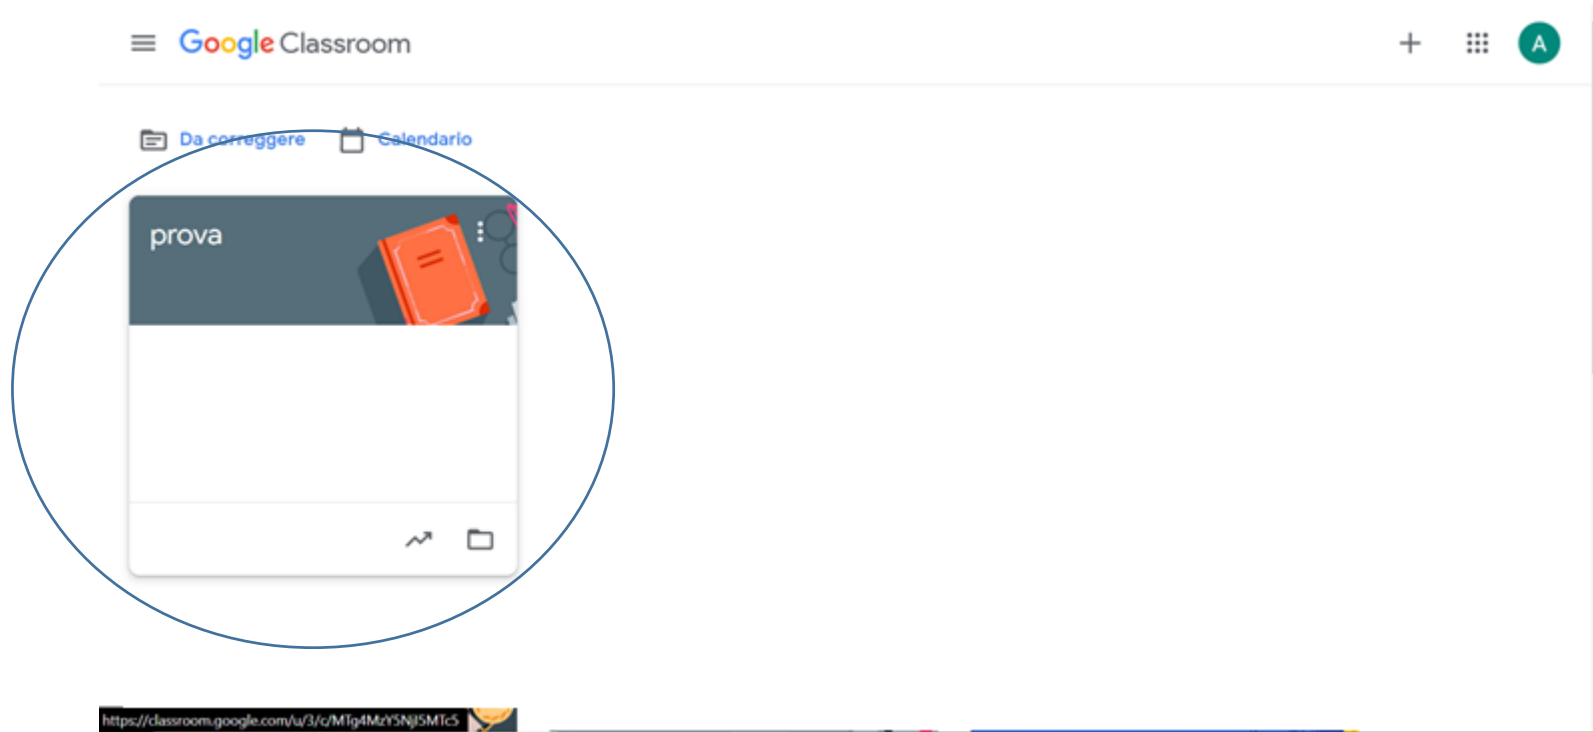 Google Classroom
A
Da correggere Calendario
prova
https://classroom.google.com/u/3/c/MTg4MzY5NjI5MTc5